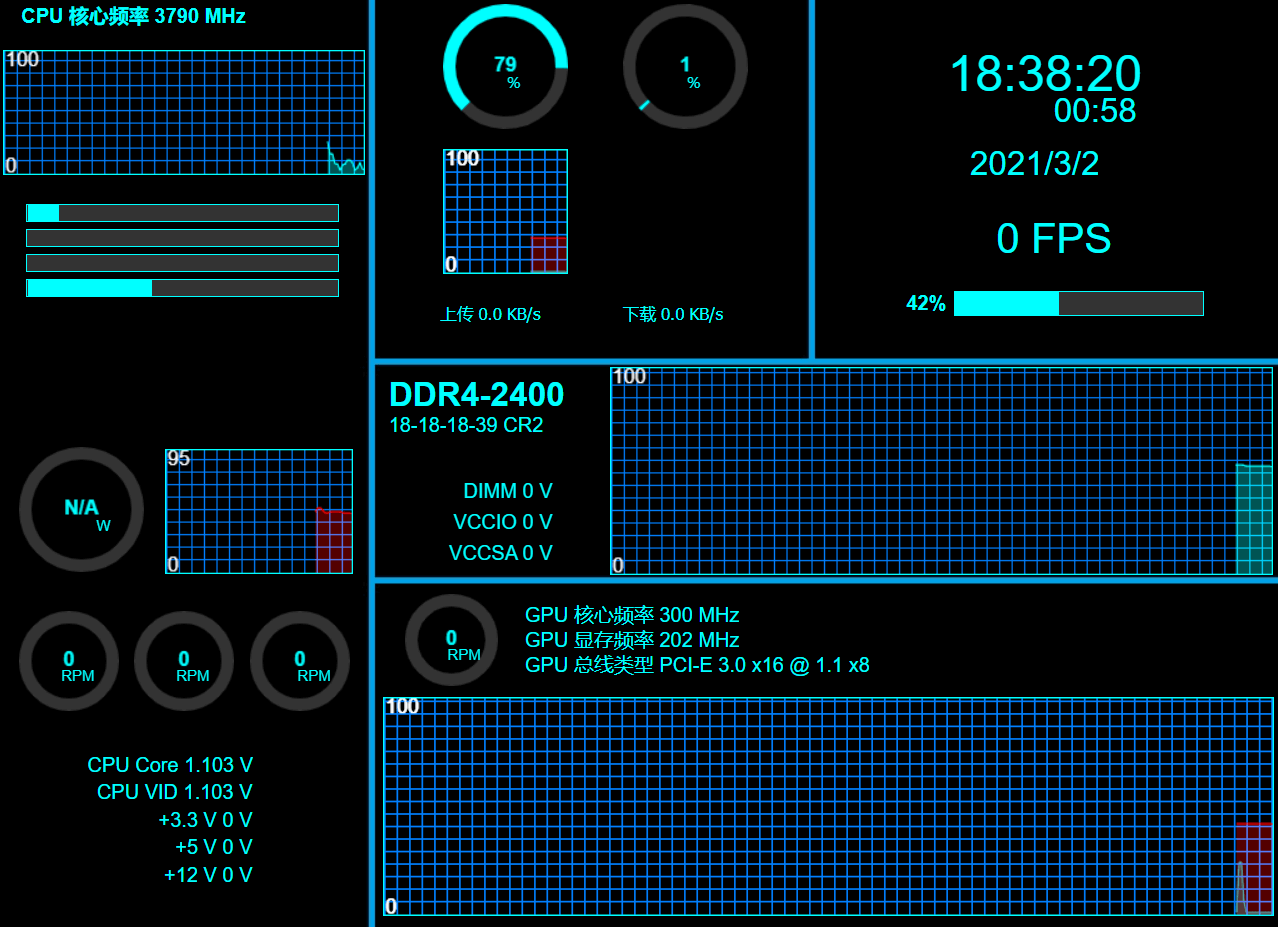 CPU 核心频率 3790 MHz
100
0
79
%
1
%
100
0
上传 0.0 KB/s
下载 0.0 KB/s
18:38:20
00:58
2021/3/2
0 FPS
42%
N/A
W
95
0
0
RPM
0
RPM
0
RPM
CPU Core 1.103 V
CPU VID 1.103 V
+3.3 V 0 V
+5 V 0 V
+12 V 0 V
DDR4-2400
18-18-18-39 CR2
DIMM 0 V
VCCIO 0 V
VCCSA 0 V
100
0
0
RPM
GPU 核心频率 300 MHz
GPU 显存频率 202 MHz
GPU 总线类型 PCI-E 3.0 x16 @ 1.1 x8
100
0